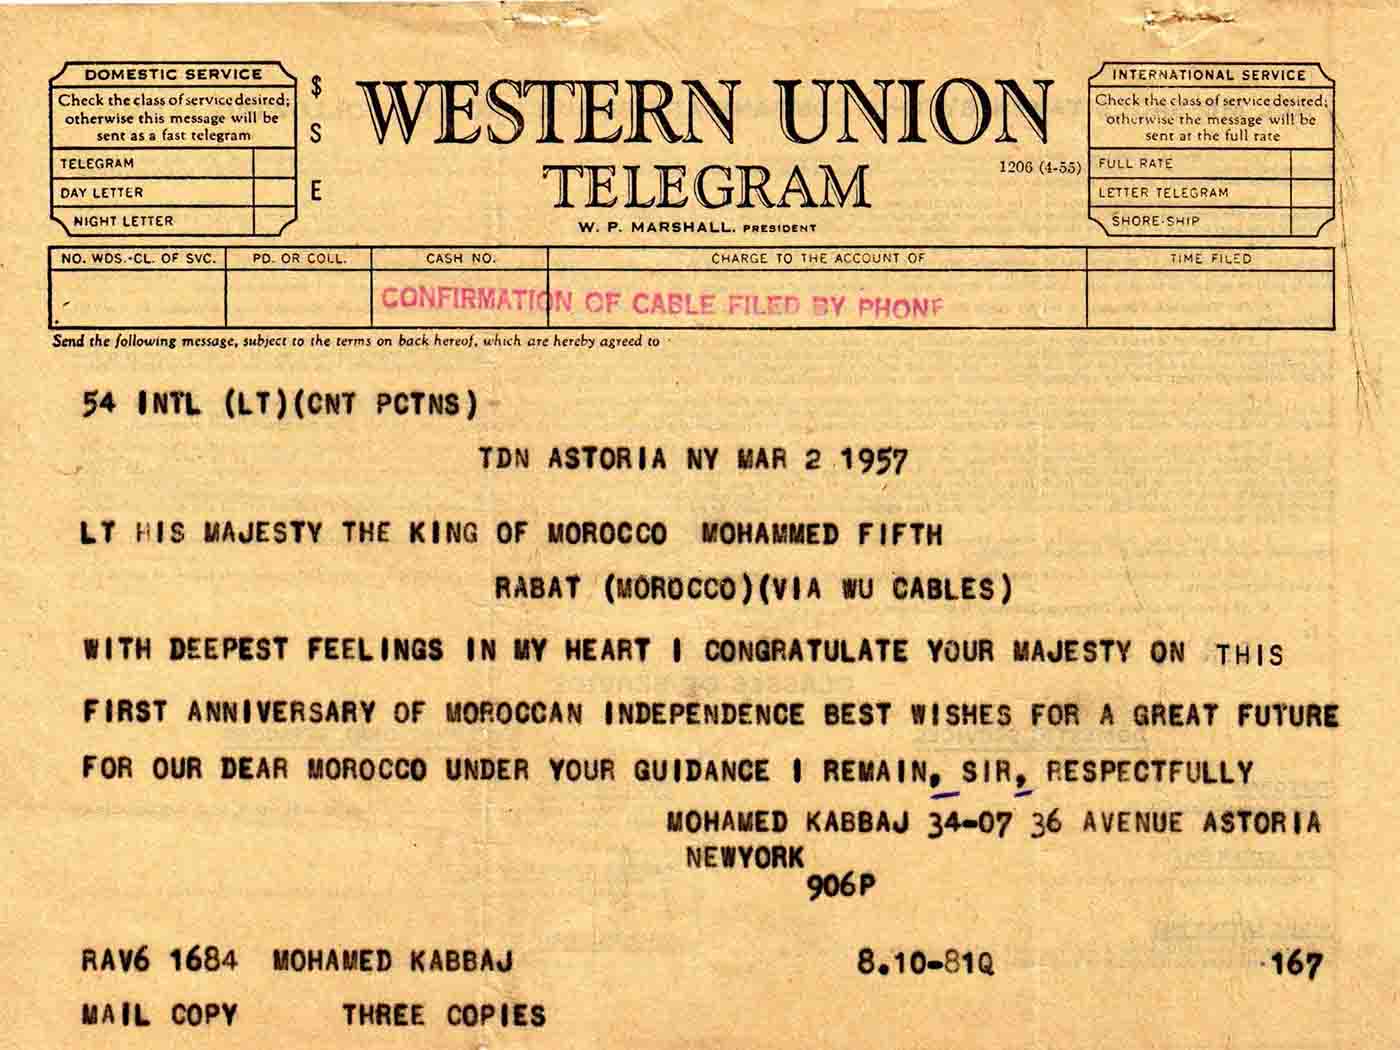 DOMESTIC SERVICE
Check the class of service desired;
otherwise this message will be
sent as a fast telegram
TELEGRAM
DAY LETTER
NIGHT LETTER
$
S
E
WESTERN UNION
TELEGRAM
1206 (4-55)
W. P. MARSHALL, PRESIDENT
INTERNATIONAL SERVICE
Check the class of service desired;
otherwise the message will be
sent at the full rate
FULL RATE
LETTER TELEGRAM
SHORE-SHIP
NO. WDS.-CL. OF SVC. PD. OR COLL. CASH NO. CHARGE TO THE ACCOUNT OF TIME FILED
CONFIRMATION OF CABLE FILED BY PHONE
Send the following message, subject to the terms on back hereof, which are hereby agreed to
54 INTL (LT)(CNT PCTNS)
TDN ASTORIA NY MAR 2 1957
LT HIS MAJESTY THE KING OF MOROCCO MOHAMMED FIFTH
RABAT (MOROCCO)(VIA WU CABLES)
WITH DEEPEST FEELINGS IN MY HEART I CONGRATULATE YOUR MAJESTY ON THIS
FIRST ANNIVERSARY OF MOROCCAN INDEPENDENCE BEST WISHES FOR A GREAT FUTURE
FOR OUR DEAR MOROCCO UNDER YOUR GUIDANCE I REMAIN, SIR, RESPECTFULLY
MOHAMED KABBAJ 34-07 36 AVENUE ASTORIA
NEWYORK
906P
RAV6 1684 MOHAMED KABBAJ 8.10-81Q 167
MAIL COPY THREE COPIES